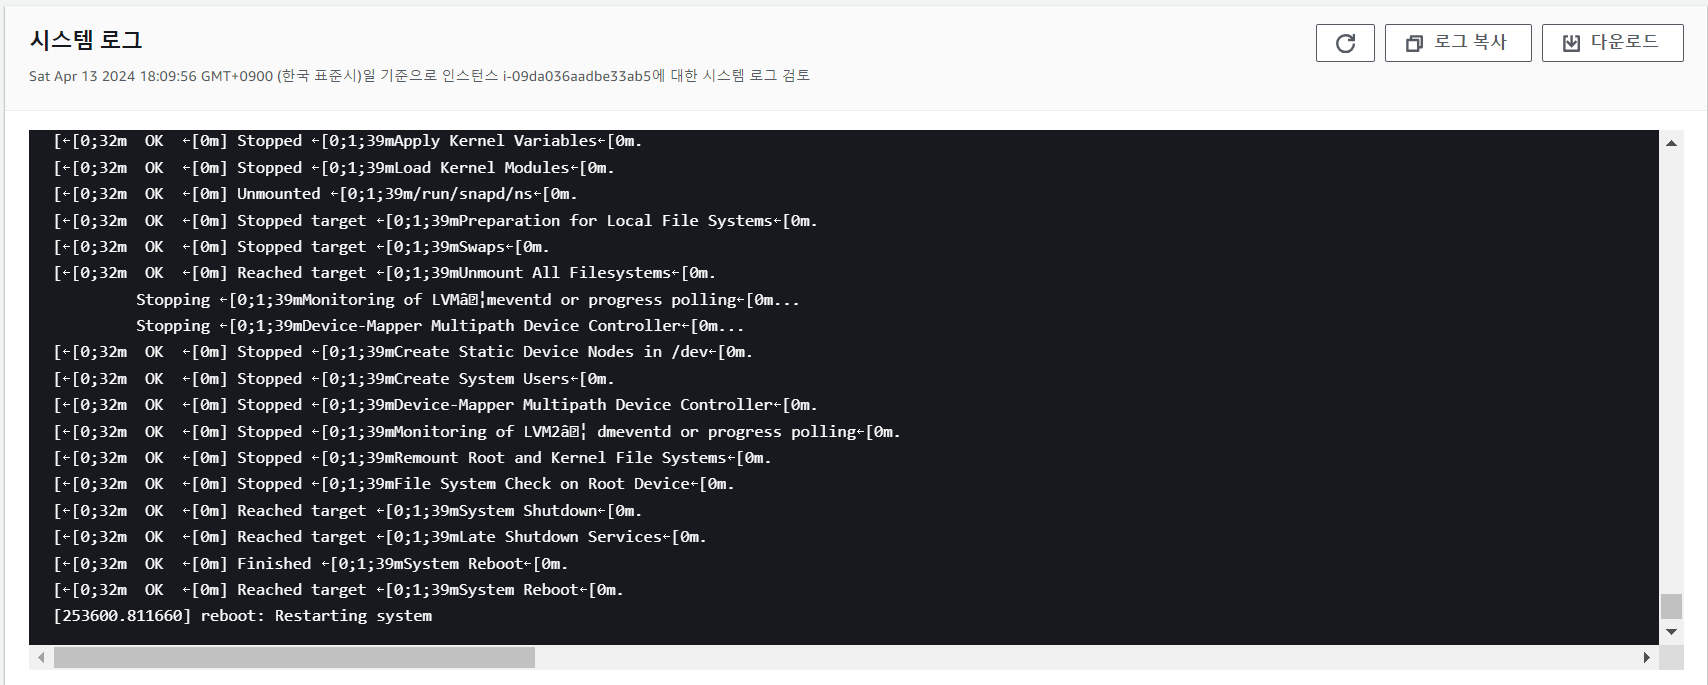 시스템 로그
로그 복사
다운로드
Sat Apr 13 2024 18:09:56 GMT+0900 (한국 표준시)일 기준으로 인스턴스 i-09da036aadbe33ab5에 대한 시스템 로그 검토
[←[0;32m  OK  ←[0m] Stopped ←[0;1;39mApply Kernel Variables←[0m.
[←[0;32m  OK  ←[0m] Stopped ←[0;1;39mLoad Kernel Modules←[0m.
[←[0;32m  OK  ←[0m] Unmounted ←[0;1;39m/run/snapd/ns←[0m.
[←[0;32m  OK  ←[0m] Stopped target ←[0;1;39mPreparation for Local File Systems←[0m.
[←[0;32m  OK  ←[0m] Stopped target ←[0;1;39mSwaps←[0m.
[←[0;32m  OK  ←[0m] Reached target ←[0;1;39mUnmount All Filesystems←[0m.
Stopping ←[0;1;39mMonitoring of LVMâ¦meventd or progress polling←[0m...
Stopping ←[0;1;39mDevice-Mapper Multipath Device Controller←[0m...
[←[0;32m  OK  ←[0m] Stopped ←[0;1;39mCreate Static Device Nodes in /dev←[0m.
[←[0;32m  OK  ←[0m] Stopped ←[0;1;39mCreate System Users←[0m.
[←[0;32m  OK  ←[0m] Stopped ←[0;1;39mDevice-Mapper Multipath Device Controller←[0m.
[←[0;32m  OK  ←[0m] Stopped ←[0;1;39mMonitoring of LVM2â¦ dmeventd or progress polling←[0m.
[←[0;32m  OK  ←[0m] Stopped ←[0;1;39mRemount Root and Kernel File Systems←[0m.
[←[0;32m  OK  ←[0m] Stopped ←[0;1;39mFile System Check on Root Device←[0m.
[←[0;32m  OK  ←[0m] Reached target ←[0;1;39mSystem Shutdown←[0m.
[←[0;32m  OK  ←[0m] Reached target ←[0;1;39mLate Shutdown Services←[0m.
[←[0;32m  OK  ←[0m] Finished ←[0;1;39mSystem Reboot←[0m.
[←[0;32m  OK  ←[0m] Reached target ←[0;1;39mSystem Reboot←[0m.
[253600.811660] reboot: Restarting system